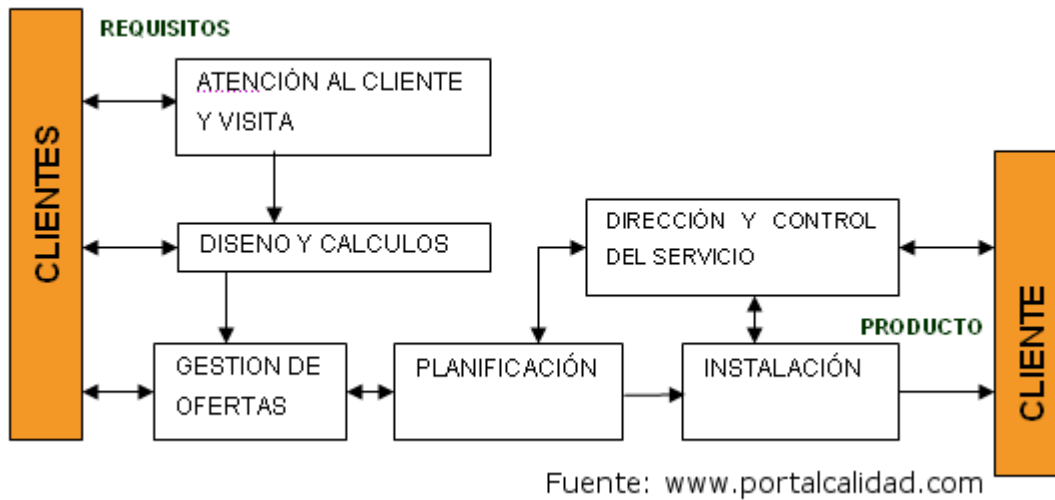 REQUISITOS
CLIENTES
ATENCIÓN AL CLIENTE
Y VISITA
DISENO Y CALCULOS
GESTION DE
OFERTAS
PLANIFICACIÓN
DIRECCIÓN Y CONTROL
DEL SERVICIO
INSTALACIÓN
PRODUCTO
CLIENTE
Fuente: www.portalcalidad.com